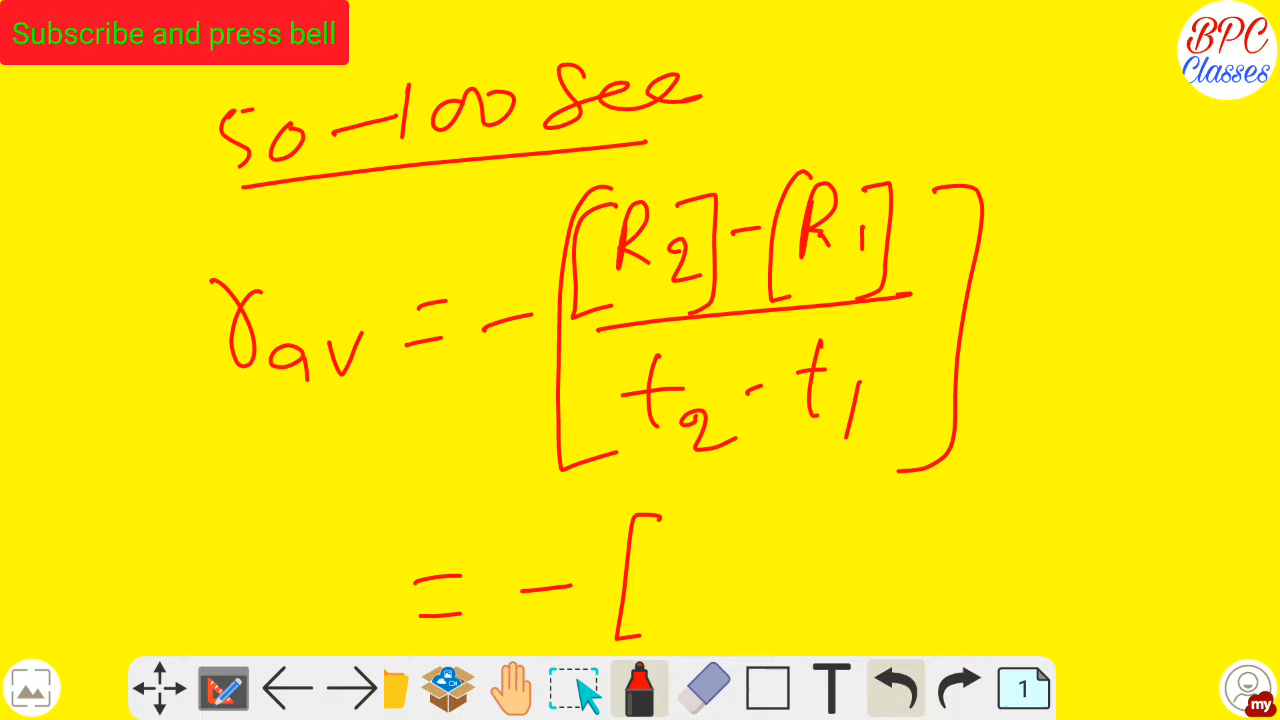 Subscribe and press bell
BPC
Classes
50-100 Sec
rav = - [[R2] - [R1] / t2 - t1]
= - [
1
my